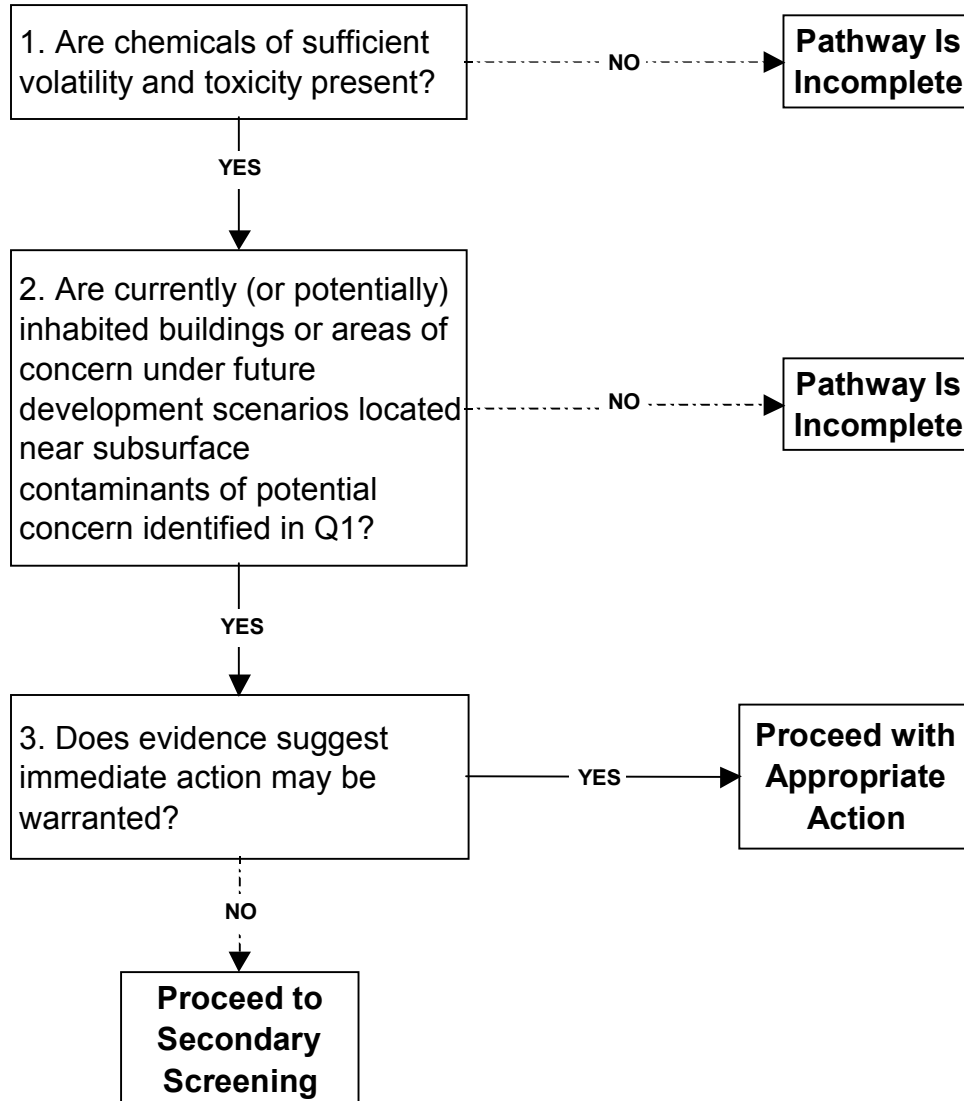 1. Are chemicals of sufficient
volatility and toxicity present?
NO
Pathway Is
Incomplete
YES
2. Are currently (or potentially)
inhabited buildings or areas of
concern under future
development scenarios located
near subsurface
contaminants of potential
concern identified in Q1?
NO
Pathway Is
Incomplete
YES
3. Does evidence suggest
immediate action may be
warranted?
YES
Proceed with
Appropriate
Action
NO
Proceed to
Secondary
Screening